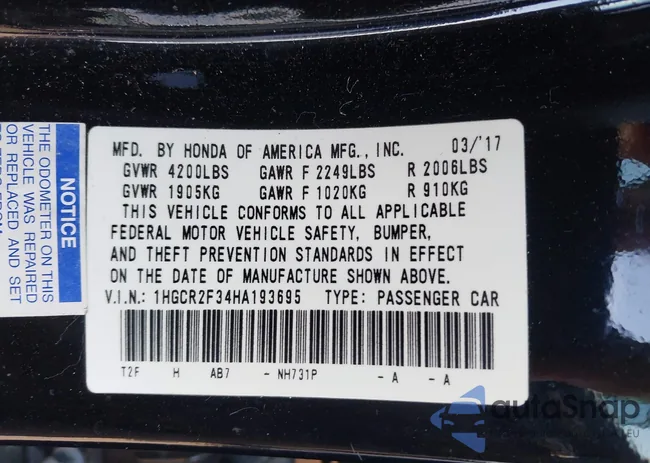 MFD. BY HONDA OF AMERICA MFG., INC. 03/'17
GVWR 4200LBS GAWR F 2249LBS R 2006LBS
GVWR 1905KG GAWR F 1020KG R 910KG
THIS VEHICLE CONFORMS TO ALL APPLICABLE
FEDERAL MOTOR VEHICLE SAFETY, BUMPER,
AND THEFT PREVENTION STANDARDS IN EFFECT
ON THE DATE OF MANUFACTURE SHOWN ABOVE.
V.I.N.: 1HGCR2F34HA193695 TYPE: PASSENGER CAR
T2F H AB7 - NH731P - A - A
NOTICE
THE ODOMETER ON THIS
VEHICLE WAS REPAIRED
OR REPLACED AND SET
autoSnap
.EU